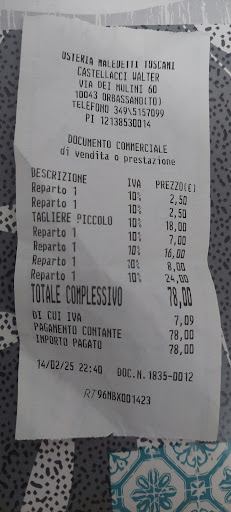 OSTERIA MALEDETTI TOSCANI
CASTELLACCI WALTER
VIA DEI MOLINI 60
10043 ORBASSANO(TO)
TELEFONO 349\5157099
PI 12138530014
DOCUMENTO COMMERCIALE
di vendita o prestazione
DESCRIZIONE IVA PREZZO(€)
Reparto 1 10% 2,50
Reparto 1 10% 2,50
TAGLIERE PICCOLO 10% 18,00
Reparto 1 10% 7,00
Reparto 1 10% 16,00
Reparto 1 10% 8,00
Reparto 1 10% 24,00
TOTALE COMPLESSIVO 78,00
DI CUI IVA 7,09
PAGAMENTO CONTANTE 78,00
IMPORTO PAGATO 78,00
14/02/25 22:40 DOC.N.1835-0012
RT 96NBX001423